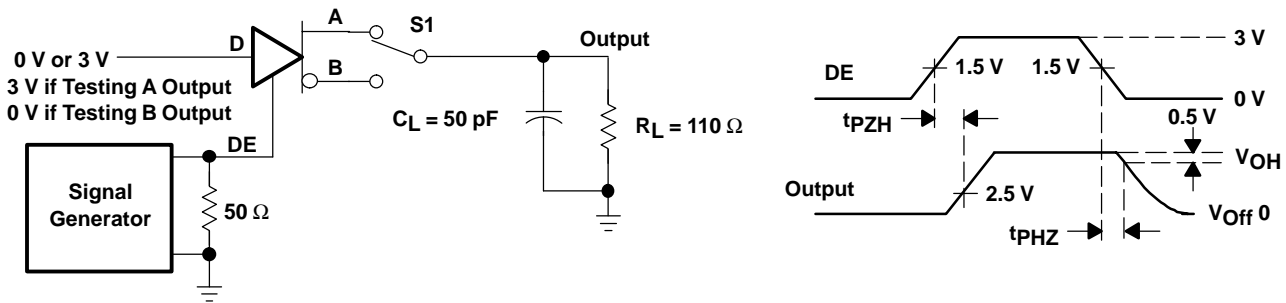 A
S1
D
Output
0 V or 3 V
3 V if Testing A Output
0 V if Testing B Output
B
CL = 50 pF
RL = 110 Ω
DE
Signal
Generator
50 Ω
3 V
DE
1.5 V
1.5 V
0 V
tPZH
0.5 V
VOH
Output
2.5 V
VOff 0
tPHZ